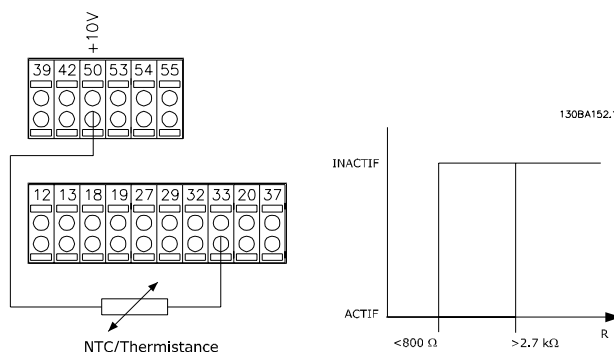 +10V
39 42 50 53 54 55
130BA152.
INACTIF
12 13 18 19 27 29 32 33 20 37
ACTIF
<800 Ω >2.7 kΩ R
NTC/Thermistance